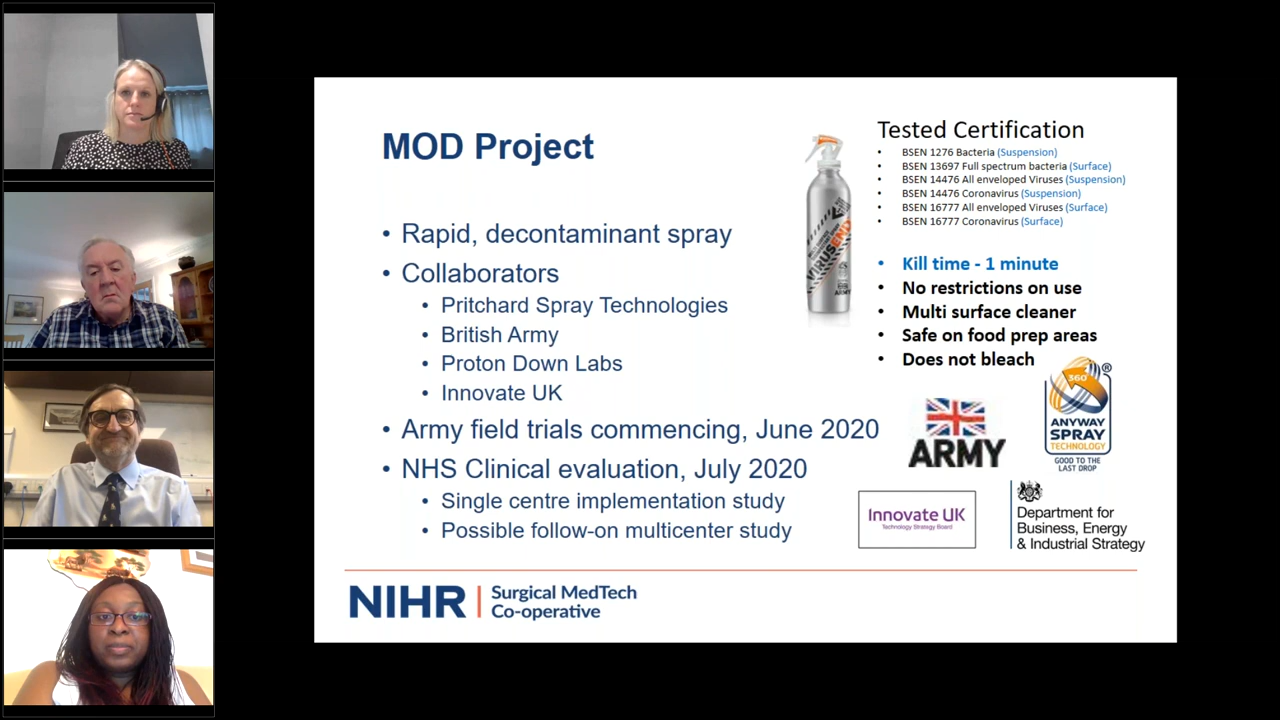 MOD Project
• Rapid, decontaminant spray
• Collaborators
• Pritchard Spray Technologies
• British Army
• Proton Down Labs
• Innovate UK
• Army field trials commencing, June 2020
• NHS Clinical evaluation, July 2020
• Single centre implementation study
• Possible follow-on multicenter study
VIRUSEND
ARMY
Tested Certification
• BSEN 1276 Bacteria (Suspension)
• BSEN 13697 Full spectrum bacteria (Surface)
• BSEN 14476 All enveloped Viruses (Suspension)
• BSEN 14476 Coronavirus (Suspension)
• BSEN 16777 All enveloped Viruses (Surface)
• BSEN 16777 Coronavirus (Surface)
• Kill time - 1 minute
• No restrictions on use
• Multi surface cleaner
• Safe on food prep areas
• Does not bleach
ARMY
360°
®
ANYWAY
SPRAY
TECHNOLOGY
GOOD TO THE
LAST DROP
Innovate UK
Technology Strategy Board
Department for
Business, Energy
& Industrial Strategy
NIHR | Surgical MedTech
Co-operative